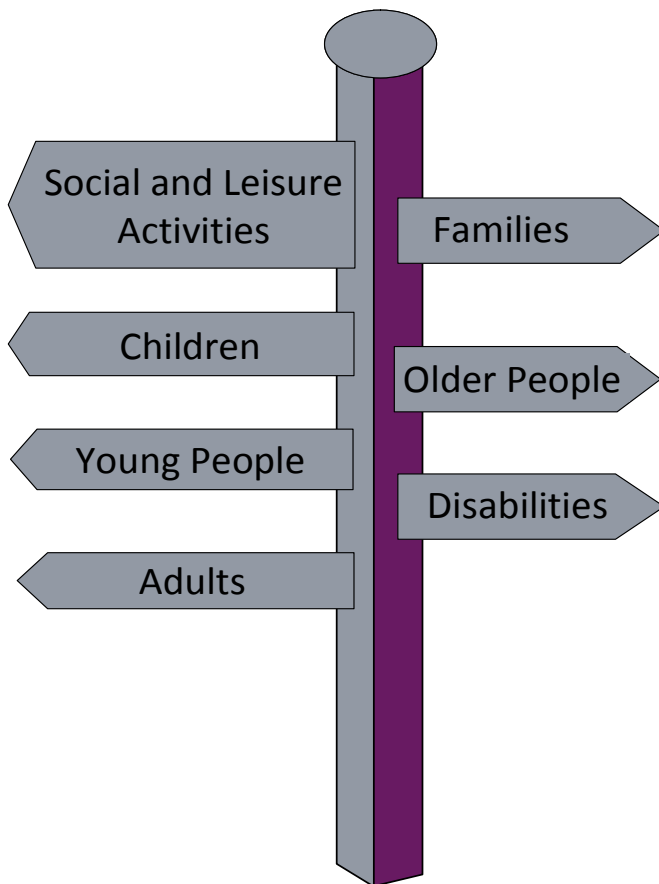 Social and Leisure
Activities
Families
Children
Older People
Young People
Disabilities
Adults